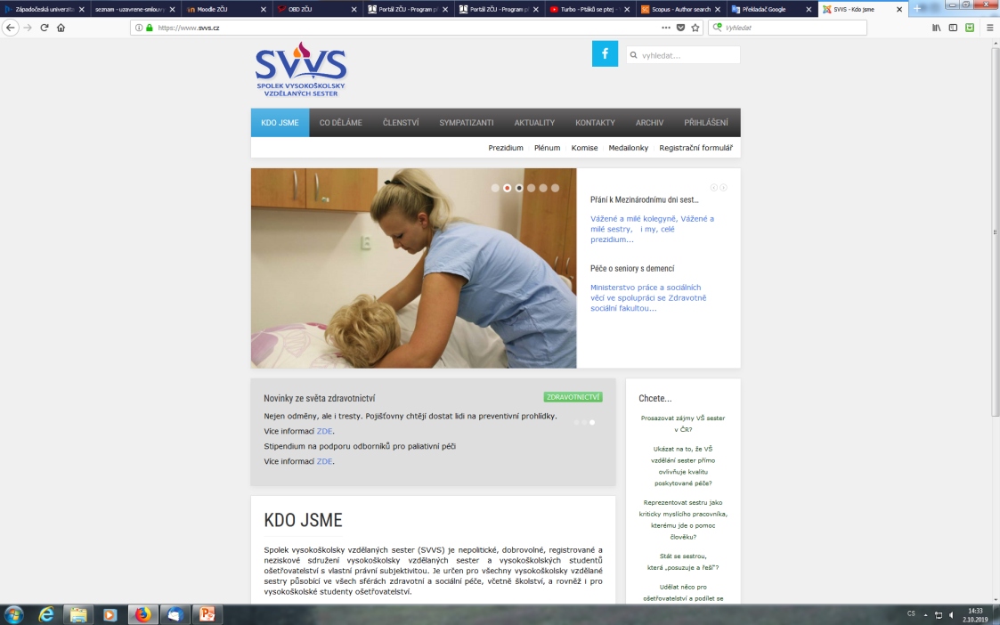 Západočeská univerzita
seznam - uzavrene-smlouvy
Moodle ZČU
OBD ZČU
Portál ZČU - Program př
Portál ZČU - Program př
Turbo - Ptáků se ptej -
Scopus - Author search
Překladač Google
SVVS - Kdo jsme
https://www.svvs.cz
Vyhledat
SVVS
SPOLEK VYSOKOŠKOLSKY
VZDĚLANÝCH SESTER
f
vyhledat...
KDO JSME CO DĚLÁME ČLENSTVÍ SYMPATIZANTI AKTUALITY KONTAKTY ARCHIV PŘIHLÁŠENÍ
Prezidium Plénum Komise Medailonky Registrační formulář
Přání k Mezinárodnímu dni sest...
Vážené a milé kolegyně, Vážené a
milé sestry, i my, celé
prezidium...
Péče o seniory s demencí
Ministerstvo práce a sociálních
věcí ve spolupráci se Zdravotně
sociální fakultou...
Novinky ze světa zdravotnictví
ZDRAVOTNICTVÍ
Nejen odměny, ale i tresty. Pojišťovny chtějí dostat lidi na preventivní prohlídky.
Více informací ZDE.
Stipendium na podporu odborníků pro paliativní péči
Více informací ZDE.
KDO JSME
Spolek vysokoškolsky vzdělaných sester (SVVS) je nepolitické, dobrovolné, registrované a
neziskové sdružení vysokoškolsky vzdělaných sester a vysokoškolských studentů
ošetřovatelství s vlastní právní subjektivitou. Je určen pro všechny vysokoškolsky vzdělané
sestry působící ve všech sférách zdravotní a sociální péče, včetně školství, a rovněž i pro
vysokoškolské studenty ošetřovatelství.
Chcete...
Prosazovat zájmy VŠ sester
v ČR?
Ukázat na to, že VŠ
vzdělání sester přímo
ovlivňuje kvalitu
poskytované péče?
Reprezentovat sestru jako
kriticky myslícího pracovníka,
kterému jde o pomoc
člověku?
Stát se sestrou,
která „posuzuje a řeší"?
Udělat něco pro
ošetřovatelství a podílet se
CS
14:33
2.10.2019